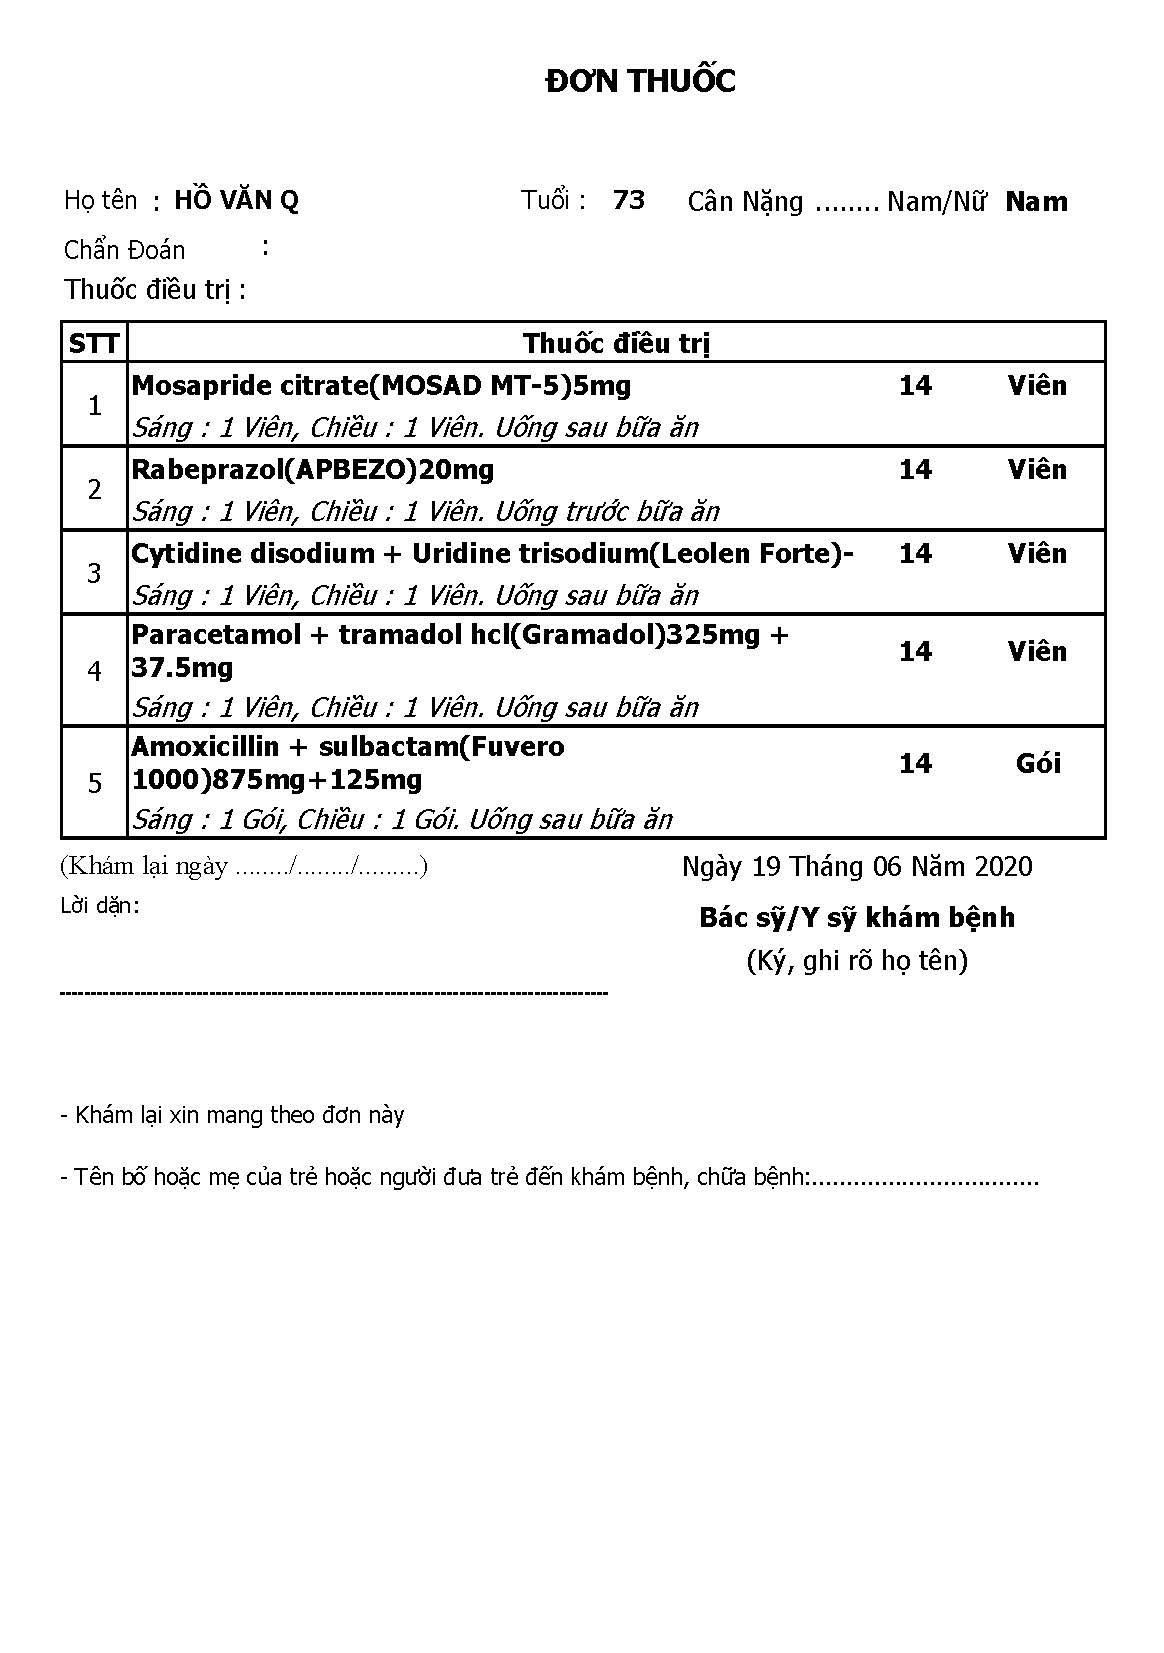 ĐƠN THUỐC
Họ tên : HỒ VĂN Q Tuổi : 73 Cân Nặng ........ Nam/Nữ Nam
Chẩn Đoán :
Thuốc điều trị :
STT Thuốc điều trị
1 Mosapride citrate(MOSAD MT-5)5mg 14 Viên
Sáng : 1 Viên, Chiều : 1 Viên. Uống sau bữa ăn
2 Rabeprazol(APBEZO)20mg 14 Viên
Sáng : 1 Viên, Chiều : 1 Viên. Uống trước bữa ăn
3 Cytidine disodium + Uridine trisodium(Leolen Forte)- 14 Viên
Sáng : 1 Viên, Chiều : 1 Viên. Uống sau bữa ăn
4 Paracetamol + tramadol hcl(Gramadol)325mg + 14 Viên
37.5mg
Sáng : 1 Viên, Chiều : 1 Viên. Uống sau bữa ăn
5 Amoxicillin + sulbactam(Fuvero 14 Gói
1000)875mg+125mg
Sáng : 1 Gói, Chiều : 1 Gói. Uống sau bữa ăn
(Khám lại ngày ......../......../.........) Ngày 19 Tháng 06 Năm 2020
Lời dặn:
Bác sỹ/Y sỹ khám bệnh
(Ký, ghi rõ họ tên)
- Khám lại xin mang theo đơn này
- Tên bố hoặc mẹ của trẻ hoặc người đưa trẻ đến khám bệnh, chữa bệnh:.................................